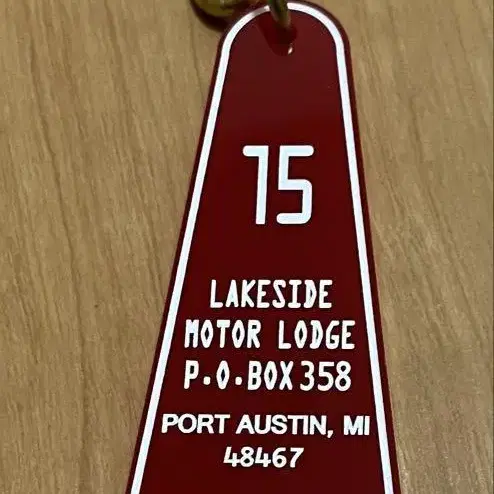 15
LAKESIDE
MOTOR LODGE
P.O.BOX 358
PORT AUSTIN, MI
48467